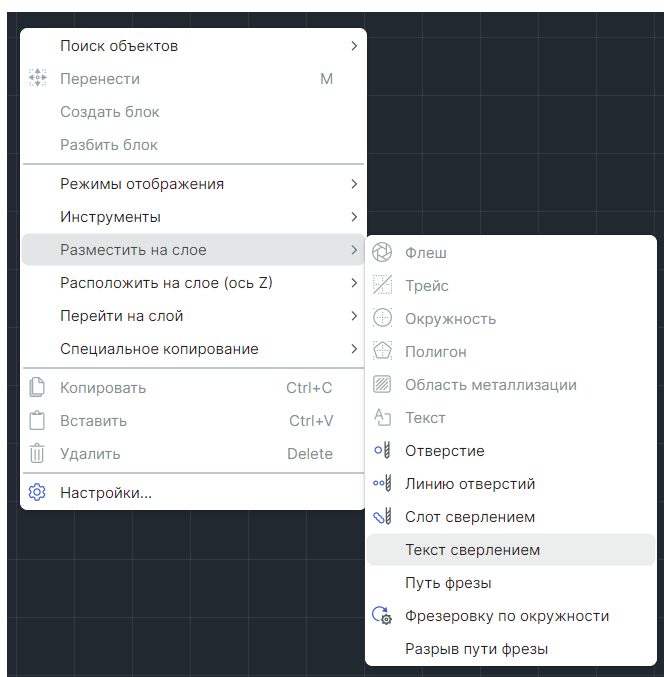 Поиск объектов
Перенести M
Создать блок
Разбить блок
Режимы отображения
Инструменты
Разместить на слое
Расположить на слое (ось Z)
Перейти на слой
Специальное копирование
Копировать Ctrl+C
Вставить Ctrl+V
Удалить Delete
Настройки...
Флеш
Трейс
Окружность
Полигон
Область металлизации
Текст
Отверстие
Линию отверстий
Слот сверлением
Текст сверлением
Путь фрезы
Фрезеровку по окружности
Разрыв пути фрезы